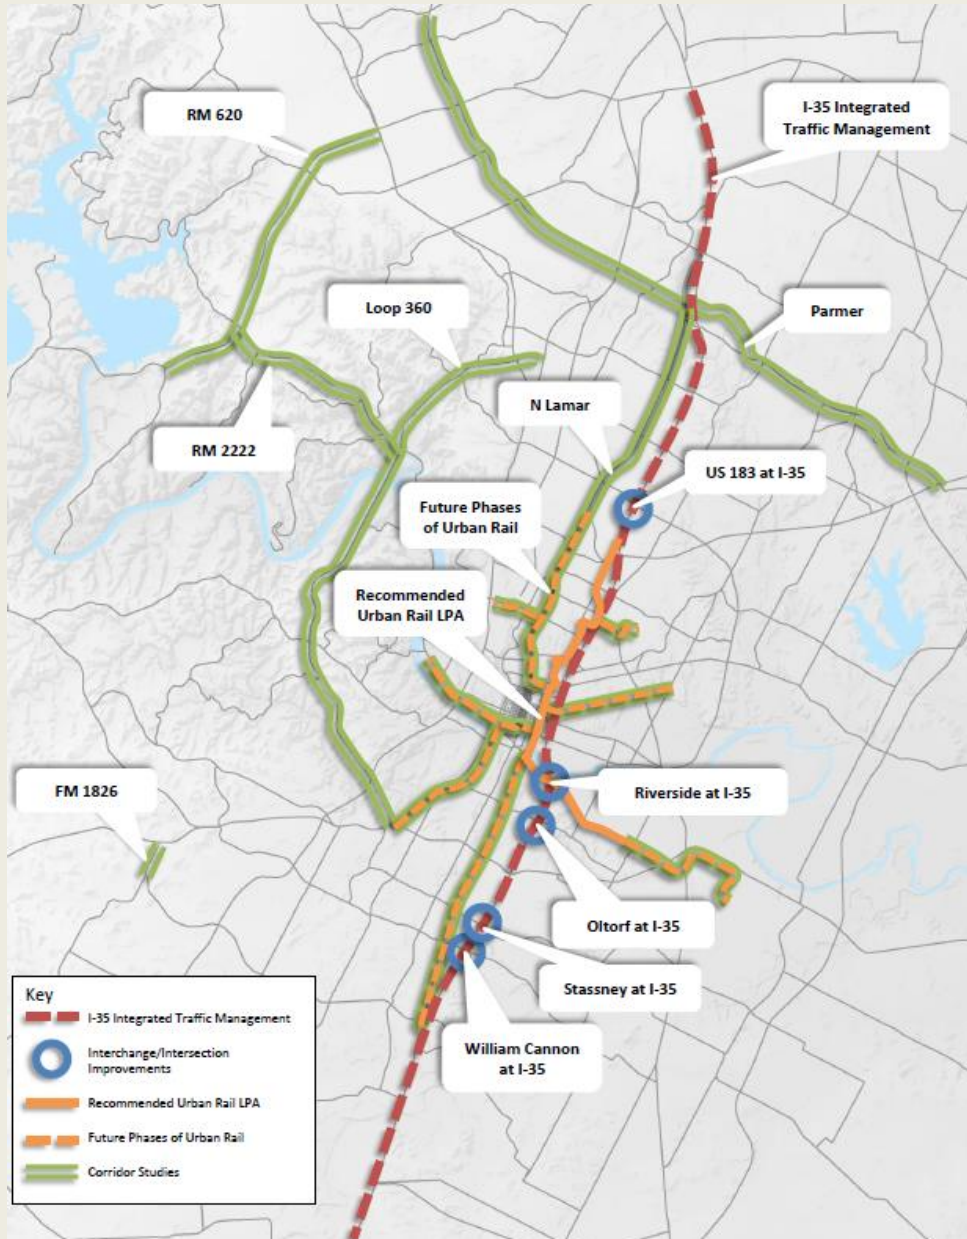 RM 620
I-35 Integrated
Traffic Management
Loop 360
Parmer
N Lamar
RM 2222
US 183 at I-35
Future Phases
of Urban Rail
Recommended
Urban Rail LPA
FM 1826
Riverside at I-35
Oltorf at I-35
Stassney at I-35
William Cannon
at I-35
Key
I-35 Integrated Traffic Management
Interchange/Intersection
Improvements
Recommended Urban Rail LPA
Future Phases of Urban Rail
Corridor Studies